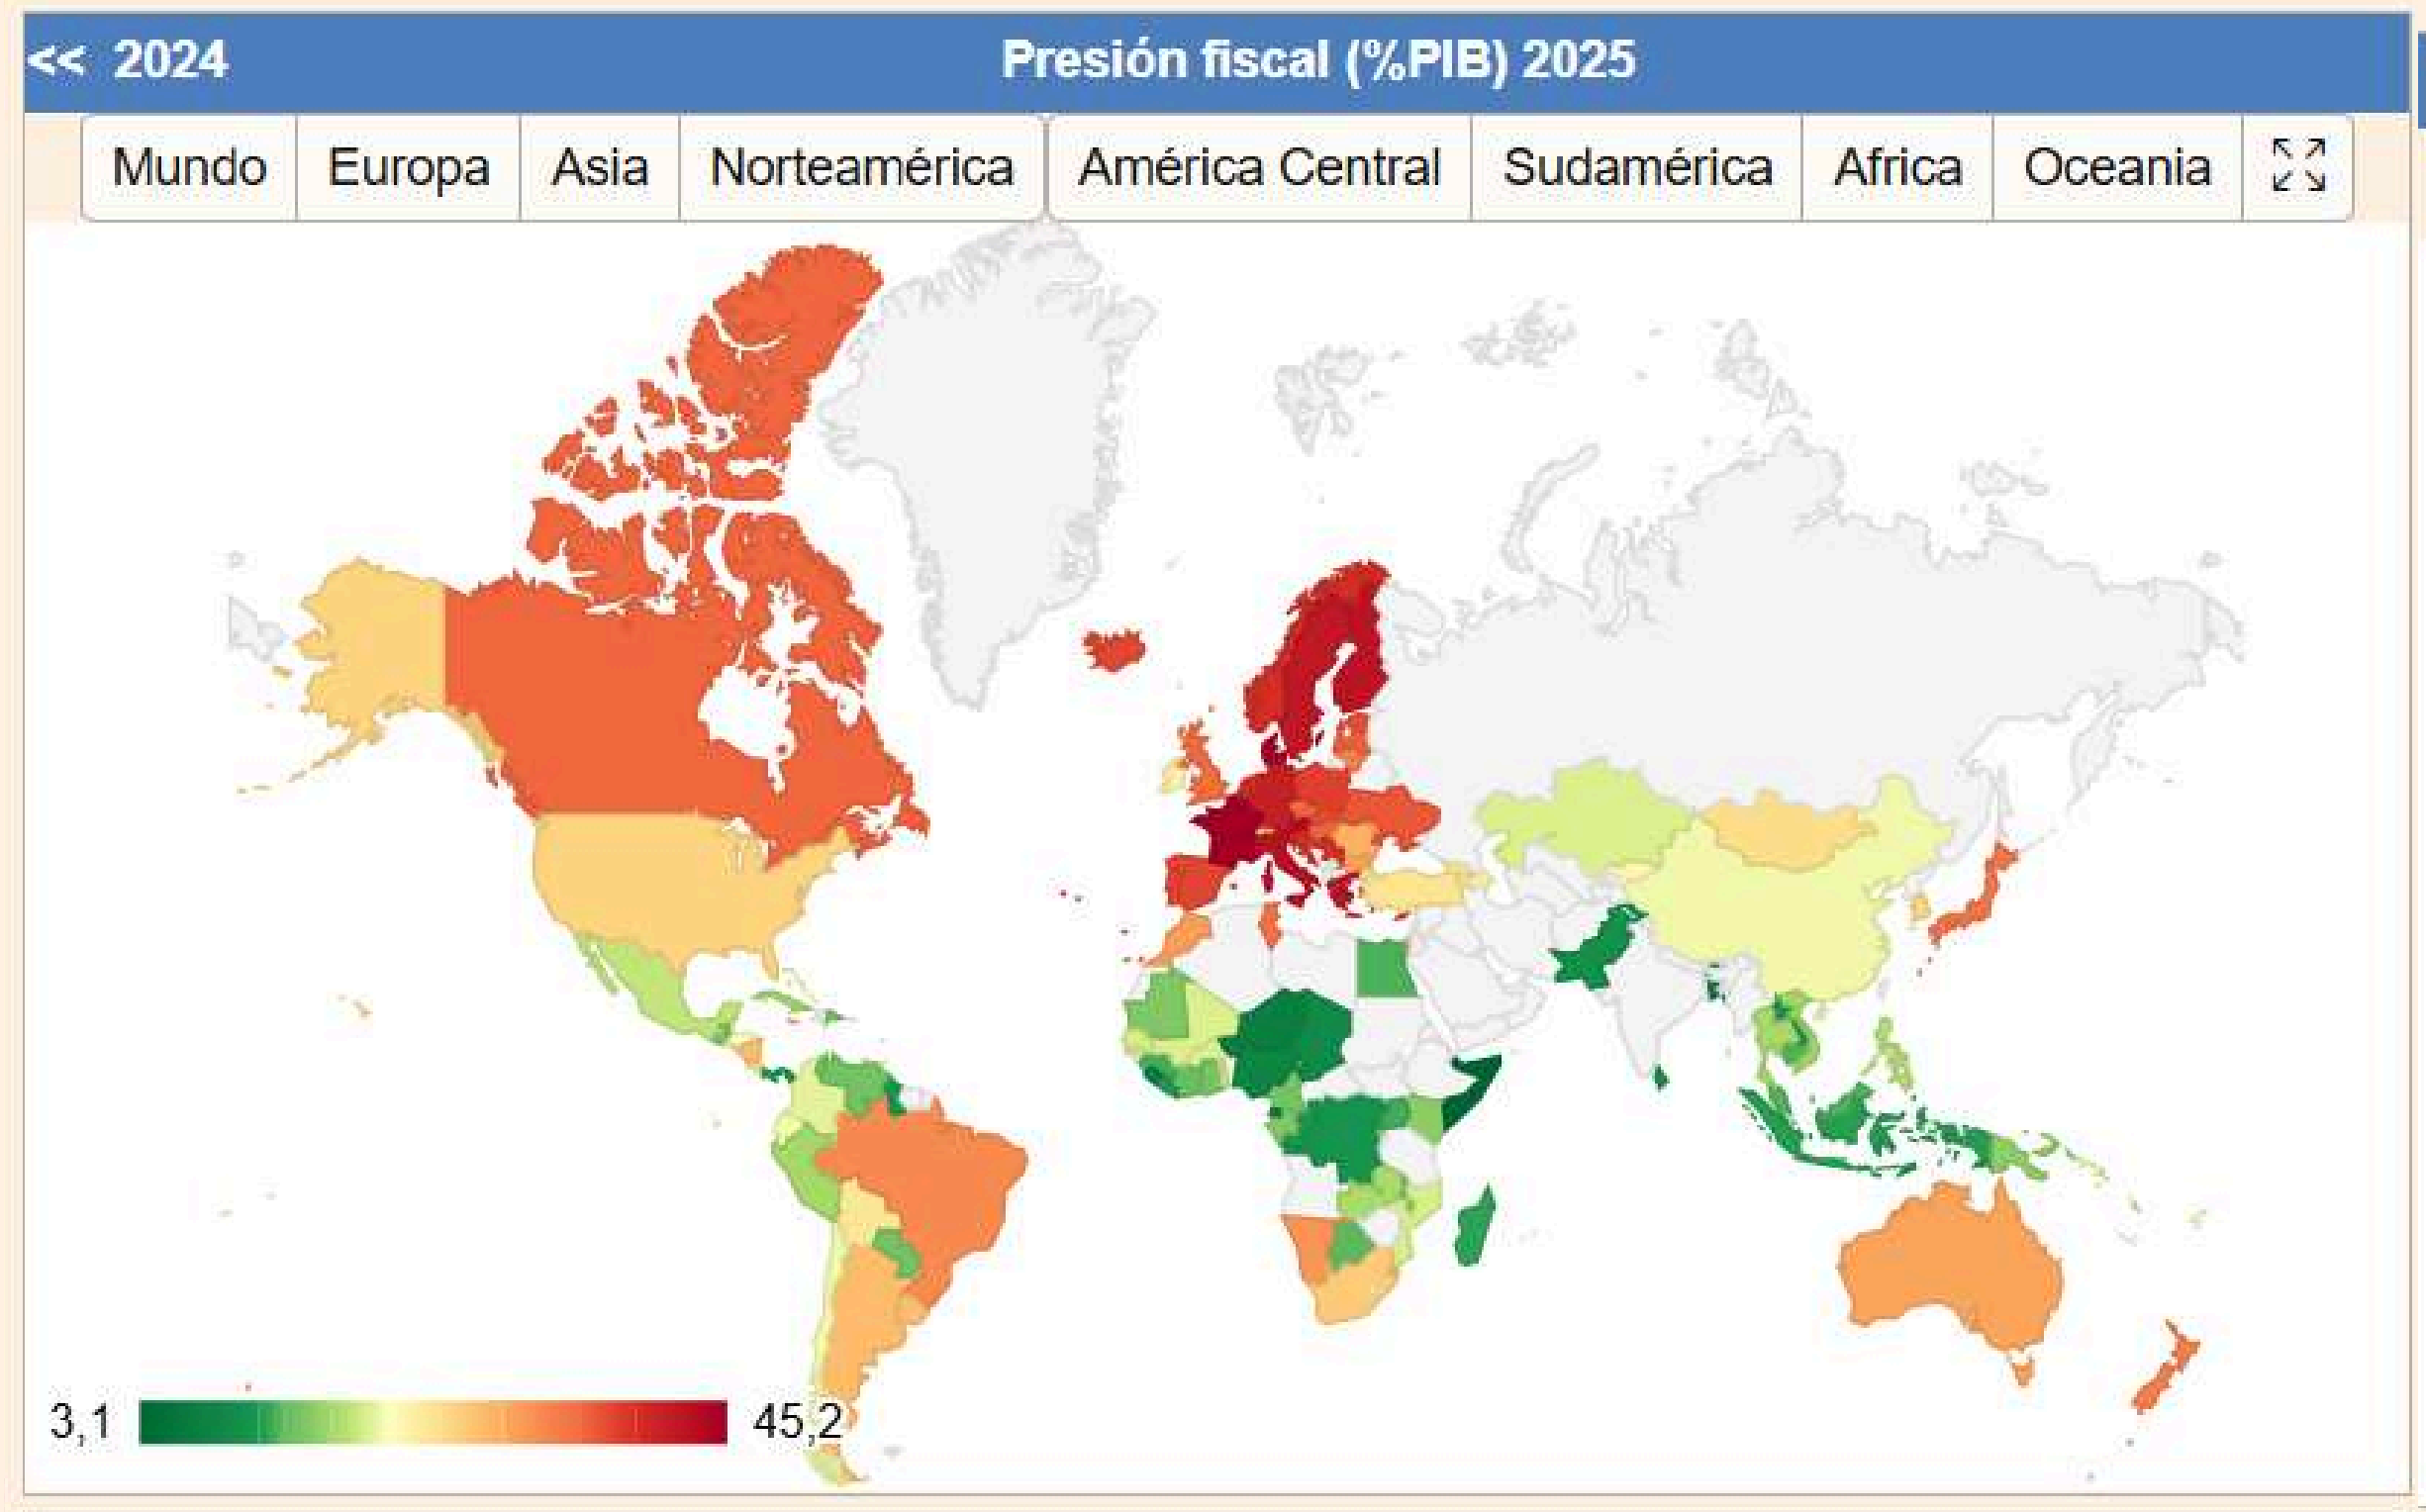 << 2024
Presión fiscal (%PIB) 2025
Mundo
Europa
Asia
Norteamérica
América Central
Sudamérica
Africa
Oceania
3,1
45,2